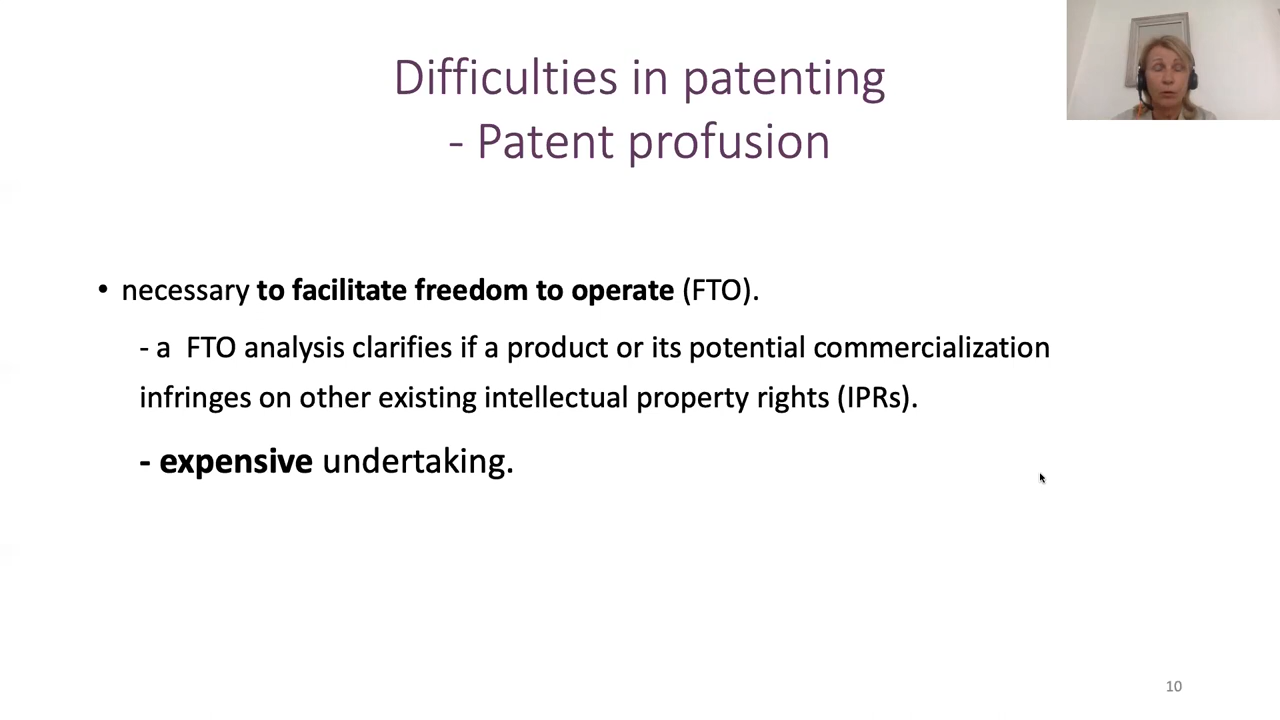 Difficulties in patenting
- Patent profusion
• necessary to facilitate freedom to operate (FTO).
- a FTO analysis clarifies if a product or its potential commercialization
infringes on other existing intellectual property rights (IPRs).
- expensive undertaking.
10